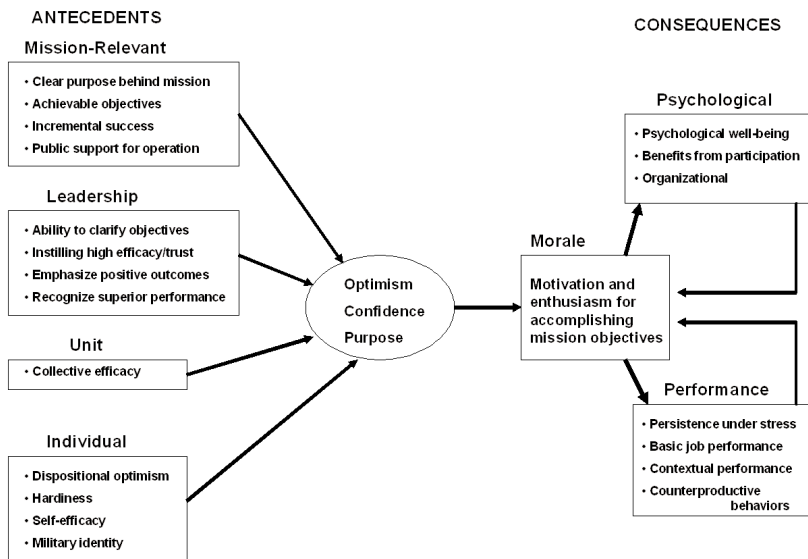 ANTECEDENTS
Mission-Relevant
• Clear purpose behind mission
• Achievable objectives
• Incremental success
• Public support for operation
Leadership
• Ability to clarify objectives
• Instilling high efficacy/trust
• Emphasize positive outcomes
• Recognize superior performance
Unit
• Collective efficacy
Individual
• Dispositional optimism
• Hardiness
• Self-efficacy
• Military identity
Optimism
Confidence
Purpose
Morale
Motivation and
enthusiasm for
accomplishing
mission objectives
CONSEQUENCES
Psychological
• Psychological well-being
• Benefits from participation
• Organizational
Performance
• Persistence under stress
• Basic job performance
• Contextual performance
• Counterproductive
behaviors